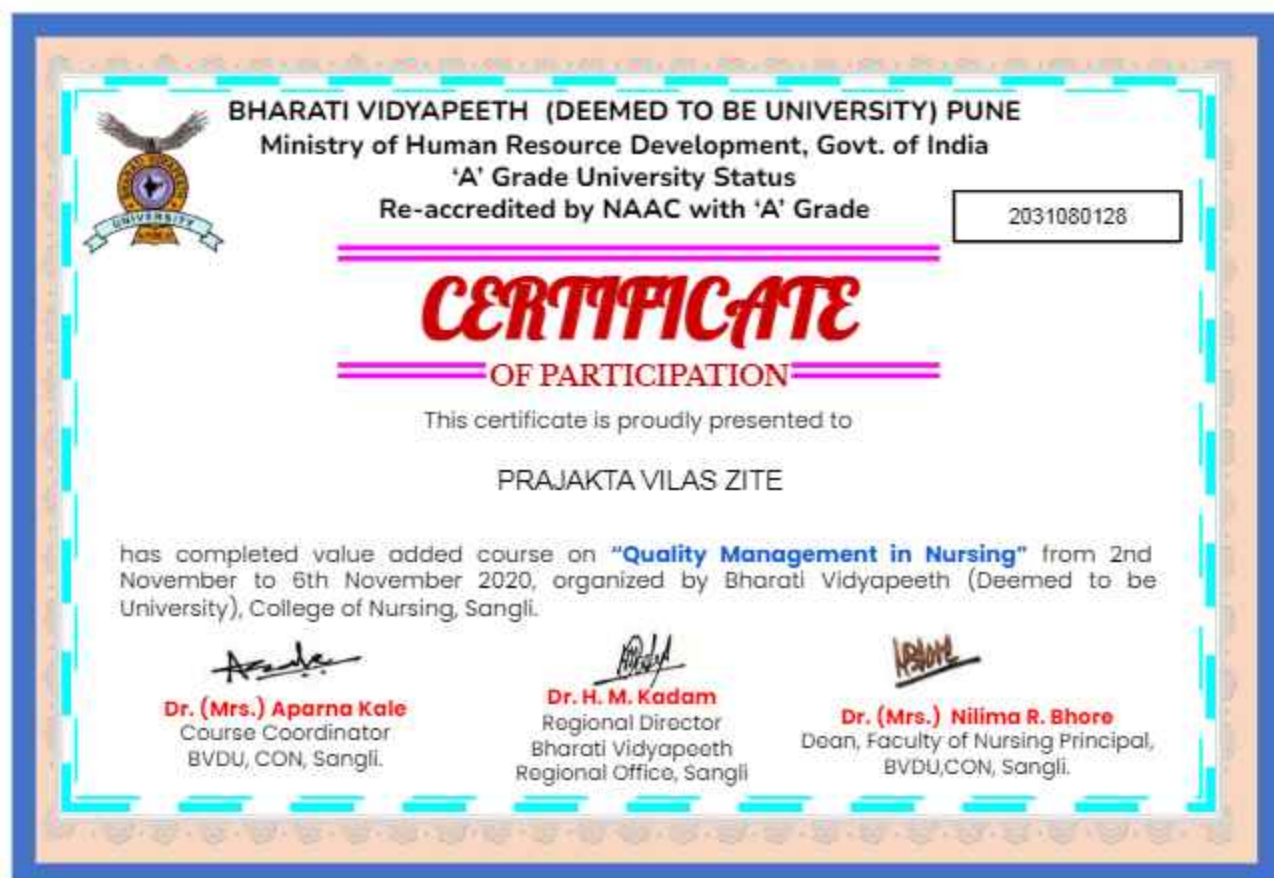 BHARATI VIDYAPEETH (DEEMED TO BE UNIVERSITY) PUNE
Ministry of Human Resource Development, Govt. of India
‘A’ Grade University Status
Re-accredited by NAAC with ‘A’ Grade
2031080128
BHARATI VIDYAPEETH
UNIVERSITY
CERTIFICATE
OF PARTICIPATION
This certificate is proudly presented to
PRAJAKTA VILAS ZITE
has completed value added course on “Quality Management in Nursing” from 2nd
November to 6th November 2020, organized by Bharati Vidyapeeth (Deemed to be
University), College of Nursing, Sangli.
Dr. (Mrs.) Aparna Kale
Course Coordinator
BVDU, CON, Sangli.
Dr. H. M. Kadam
Regional Director
Bharati Vidyapeeth
Regional Office, Sangli
Dr. (Mrs.) Nilima R. Bhore
Dean, Faculty of Nursing Principal,
BVDU,CON, Sangli.